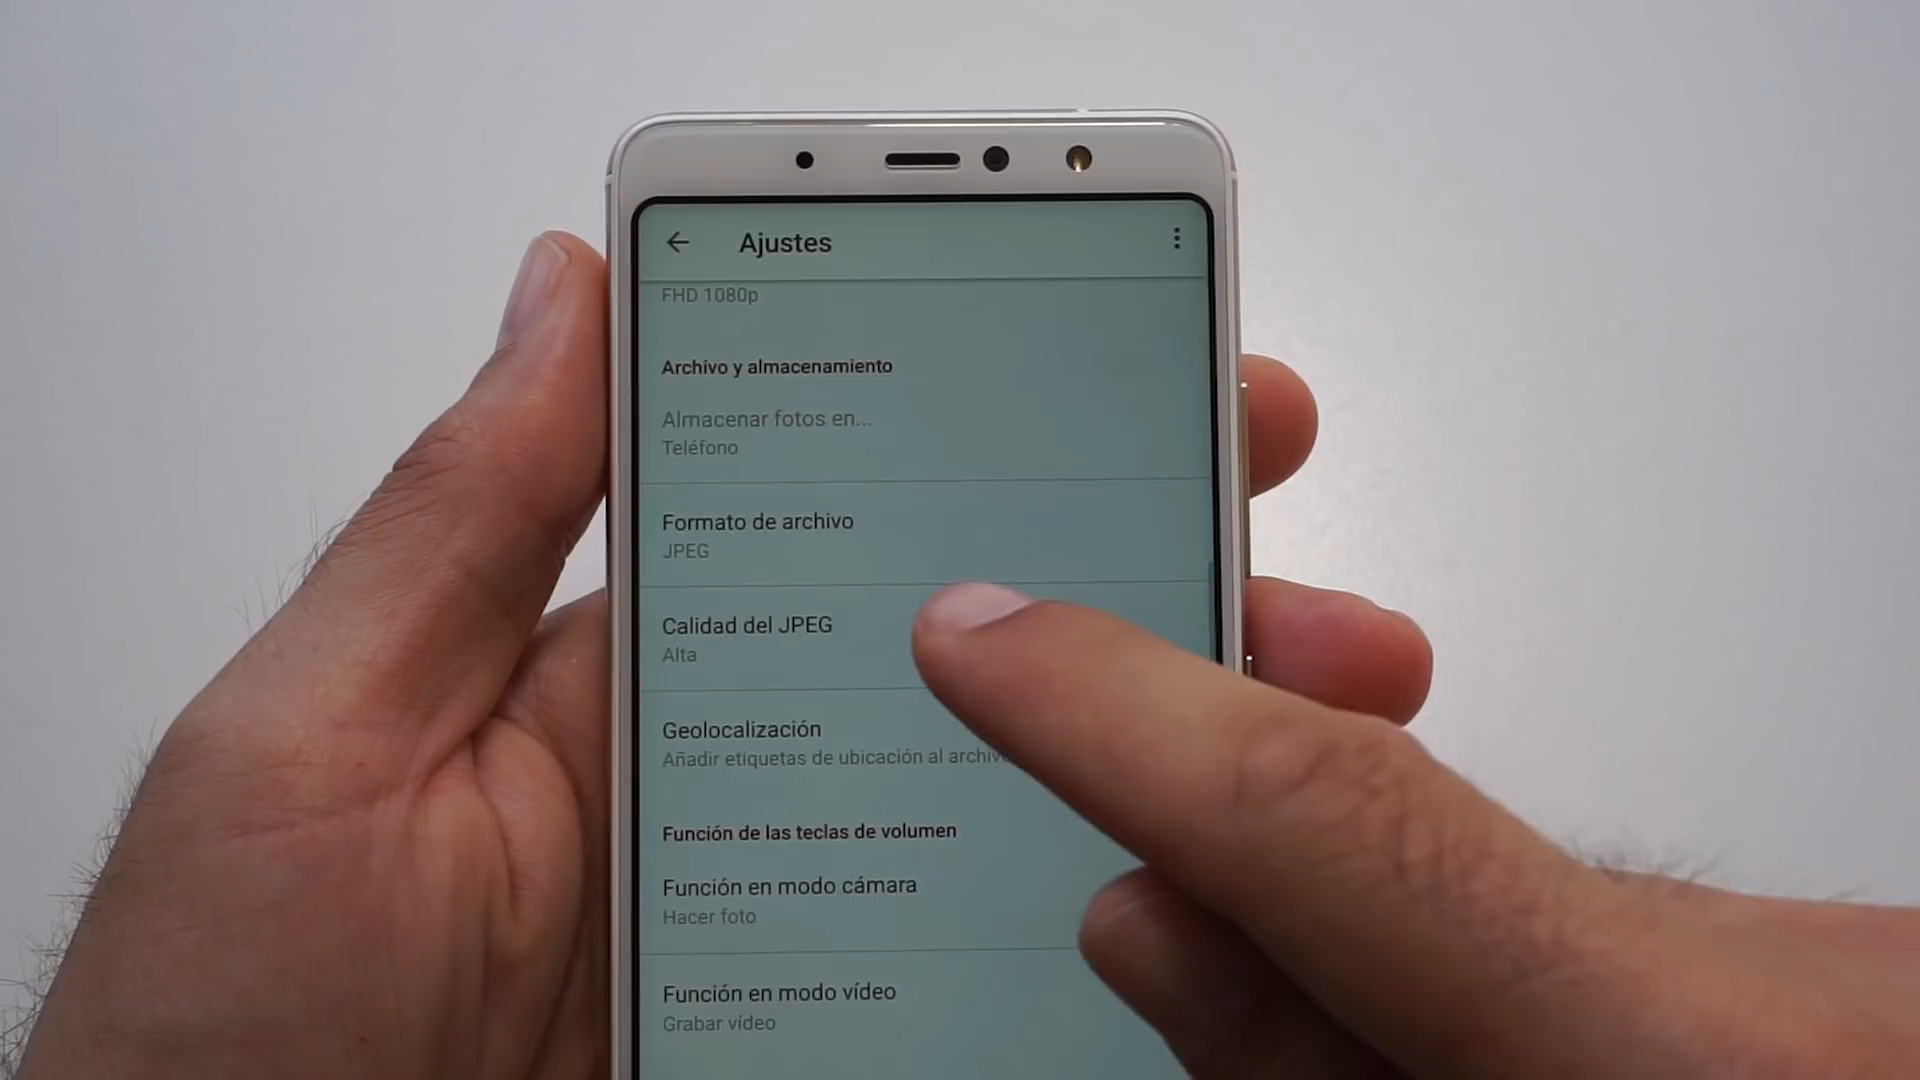 Ajustes
FHD 1080p
Archivo y almacenamiento
Almacenar fotos en...
Teléfono
Formato de archivo
JPEG
Calidad del JPEG
Alta
Geolocalización
Añadir etiquetas de ubicación al
Función de las teclas de volumen
Función en modo cámara
Hacer foto
Función en modo vídeo
Grabar vídeo